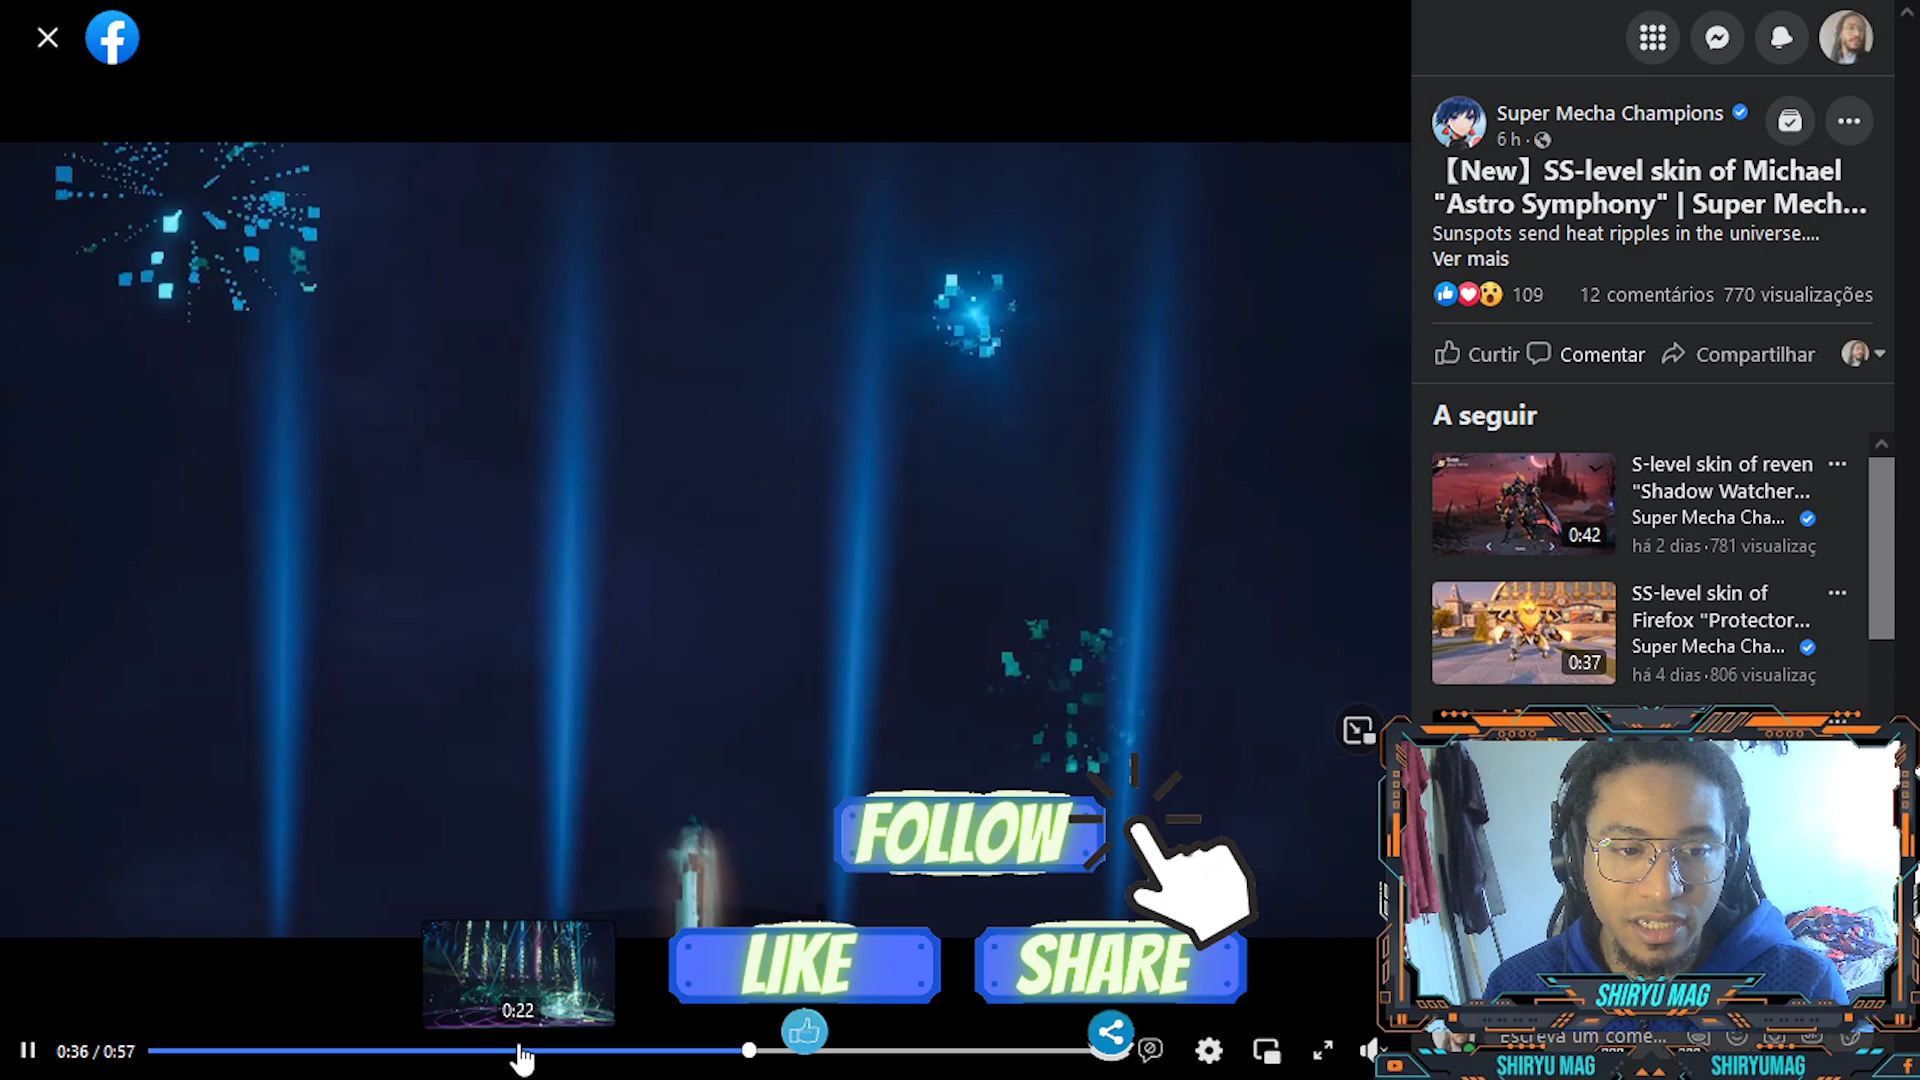 Super Mecha Champions
6 h ·
【New】SS-level skin of Michael
"Astro Symphony" | Super Mech...
Sunspots send heat ripples in the universe....
Ver mais
109 12 comentários 770 visualizações
Curtir Comentar Compartilhar
A seguir
S-level skin of reven
"Shadow Watcher...
Super Mecha Cha...
há 2 dias · 781 visualizaç
0:42
SS-level skin of
Firefox "Protector...
Super Mecha Cha...
há 4 dias · 806 visualizaç
0:37
FOLLOW
LIKE
SHARE
0:22
0:36 / 0:57
SHIRYU MAG
Escreva um come...
SHIRYU MAG
SHIRYUMAG